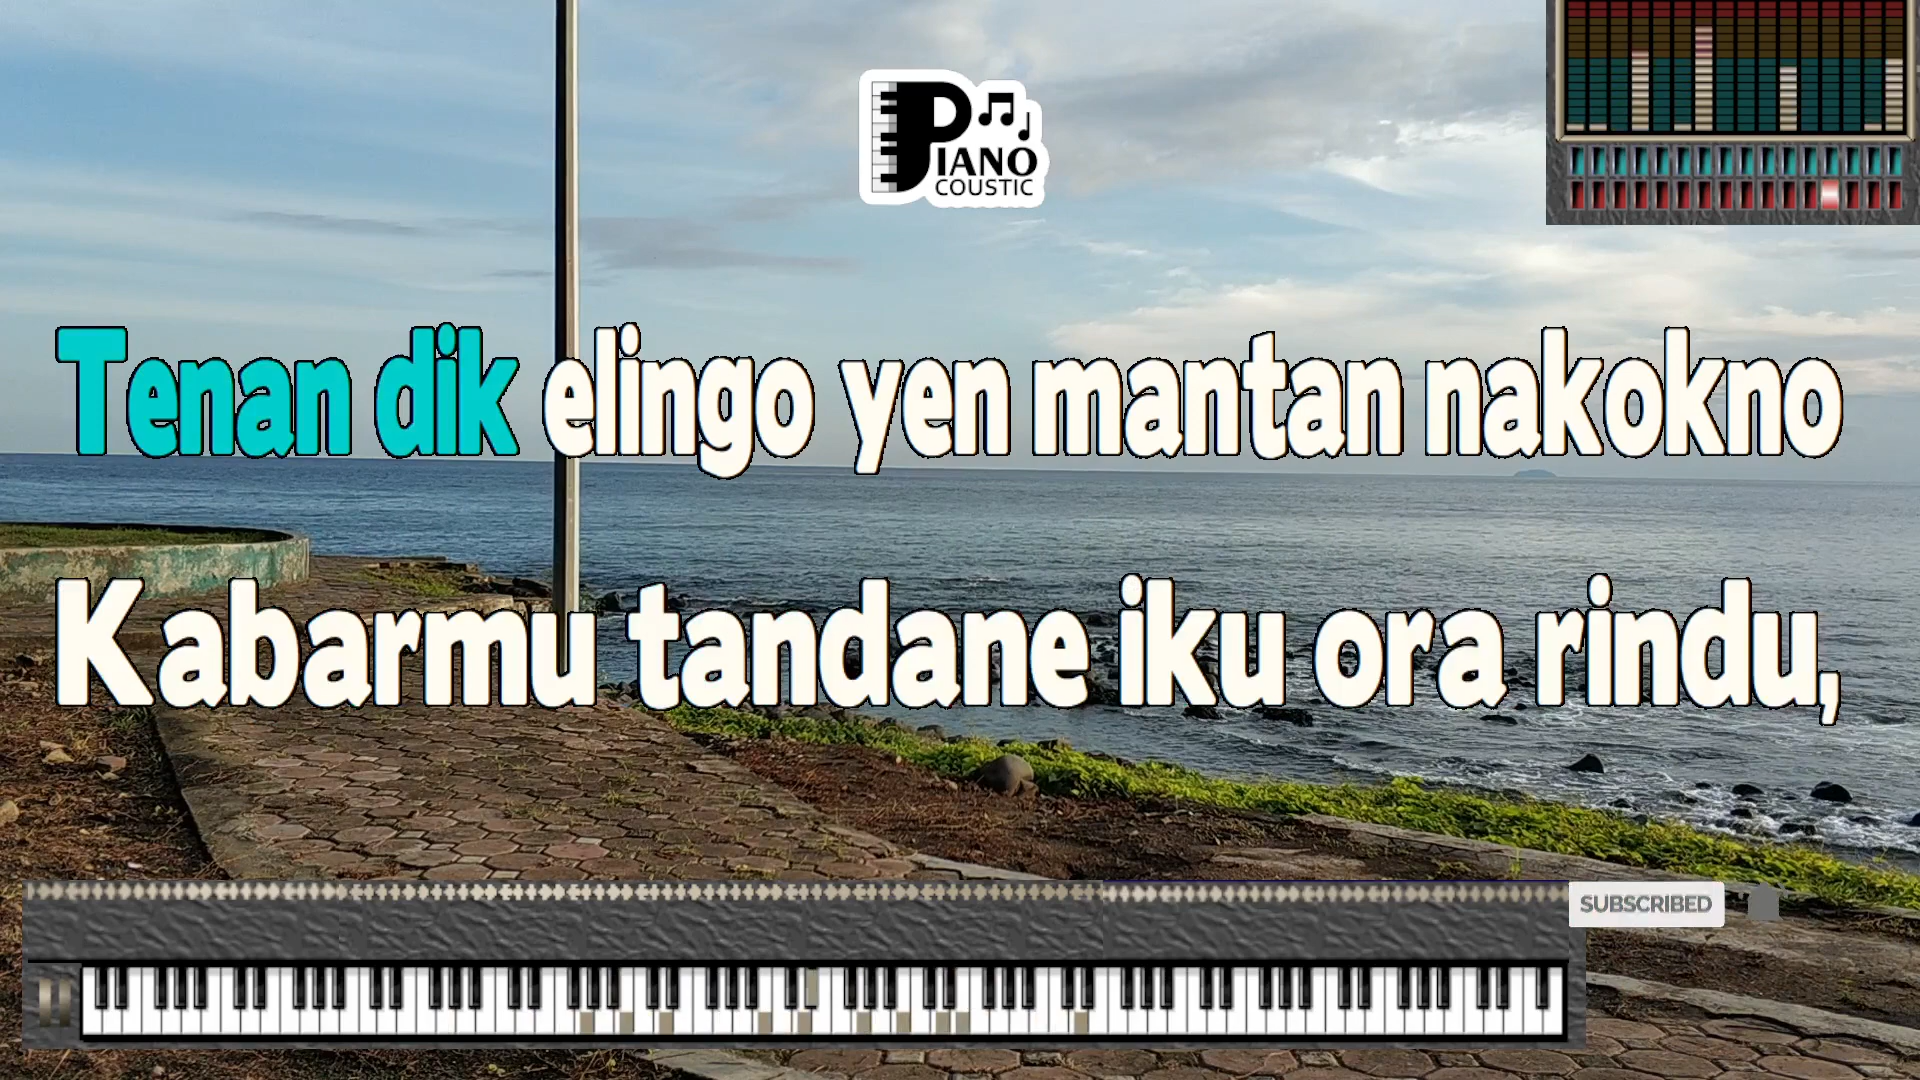 PIANO
COUSTIC
Tenan dik elingo yen mantan nakokno
Kabarmu tandane iku ora rindu,
SUBSCRIBED